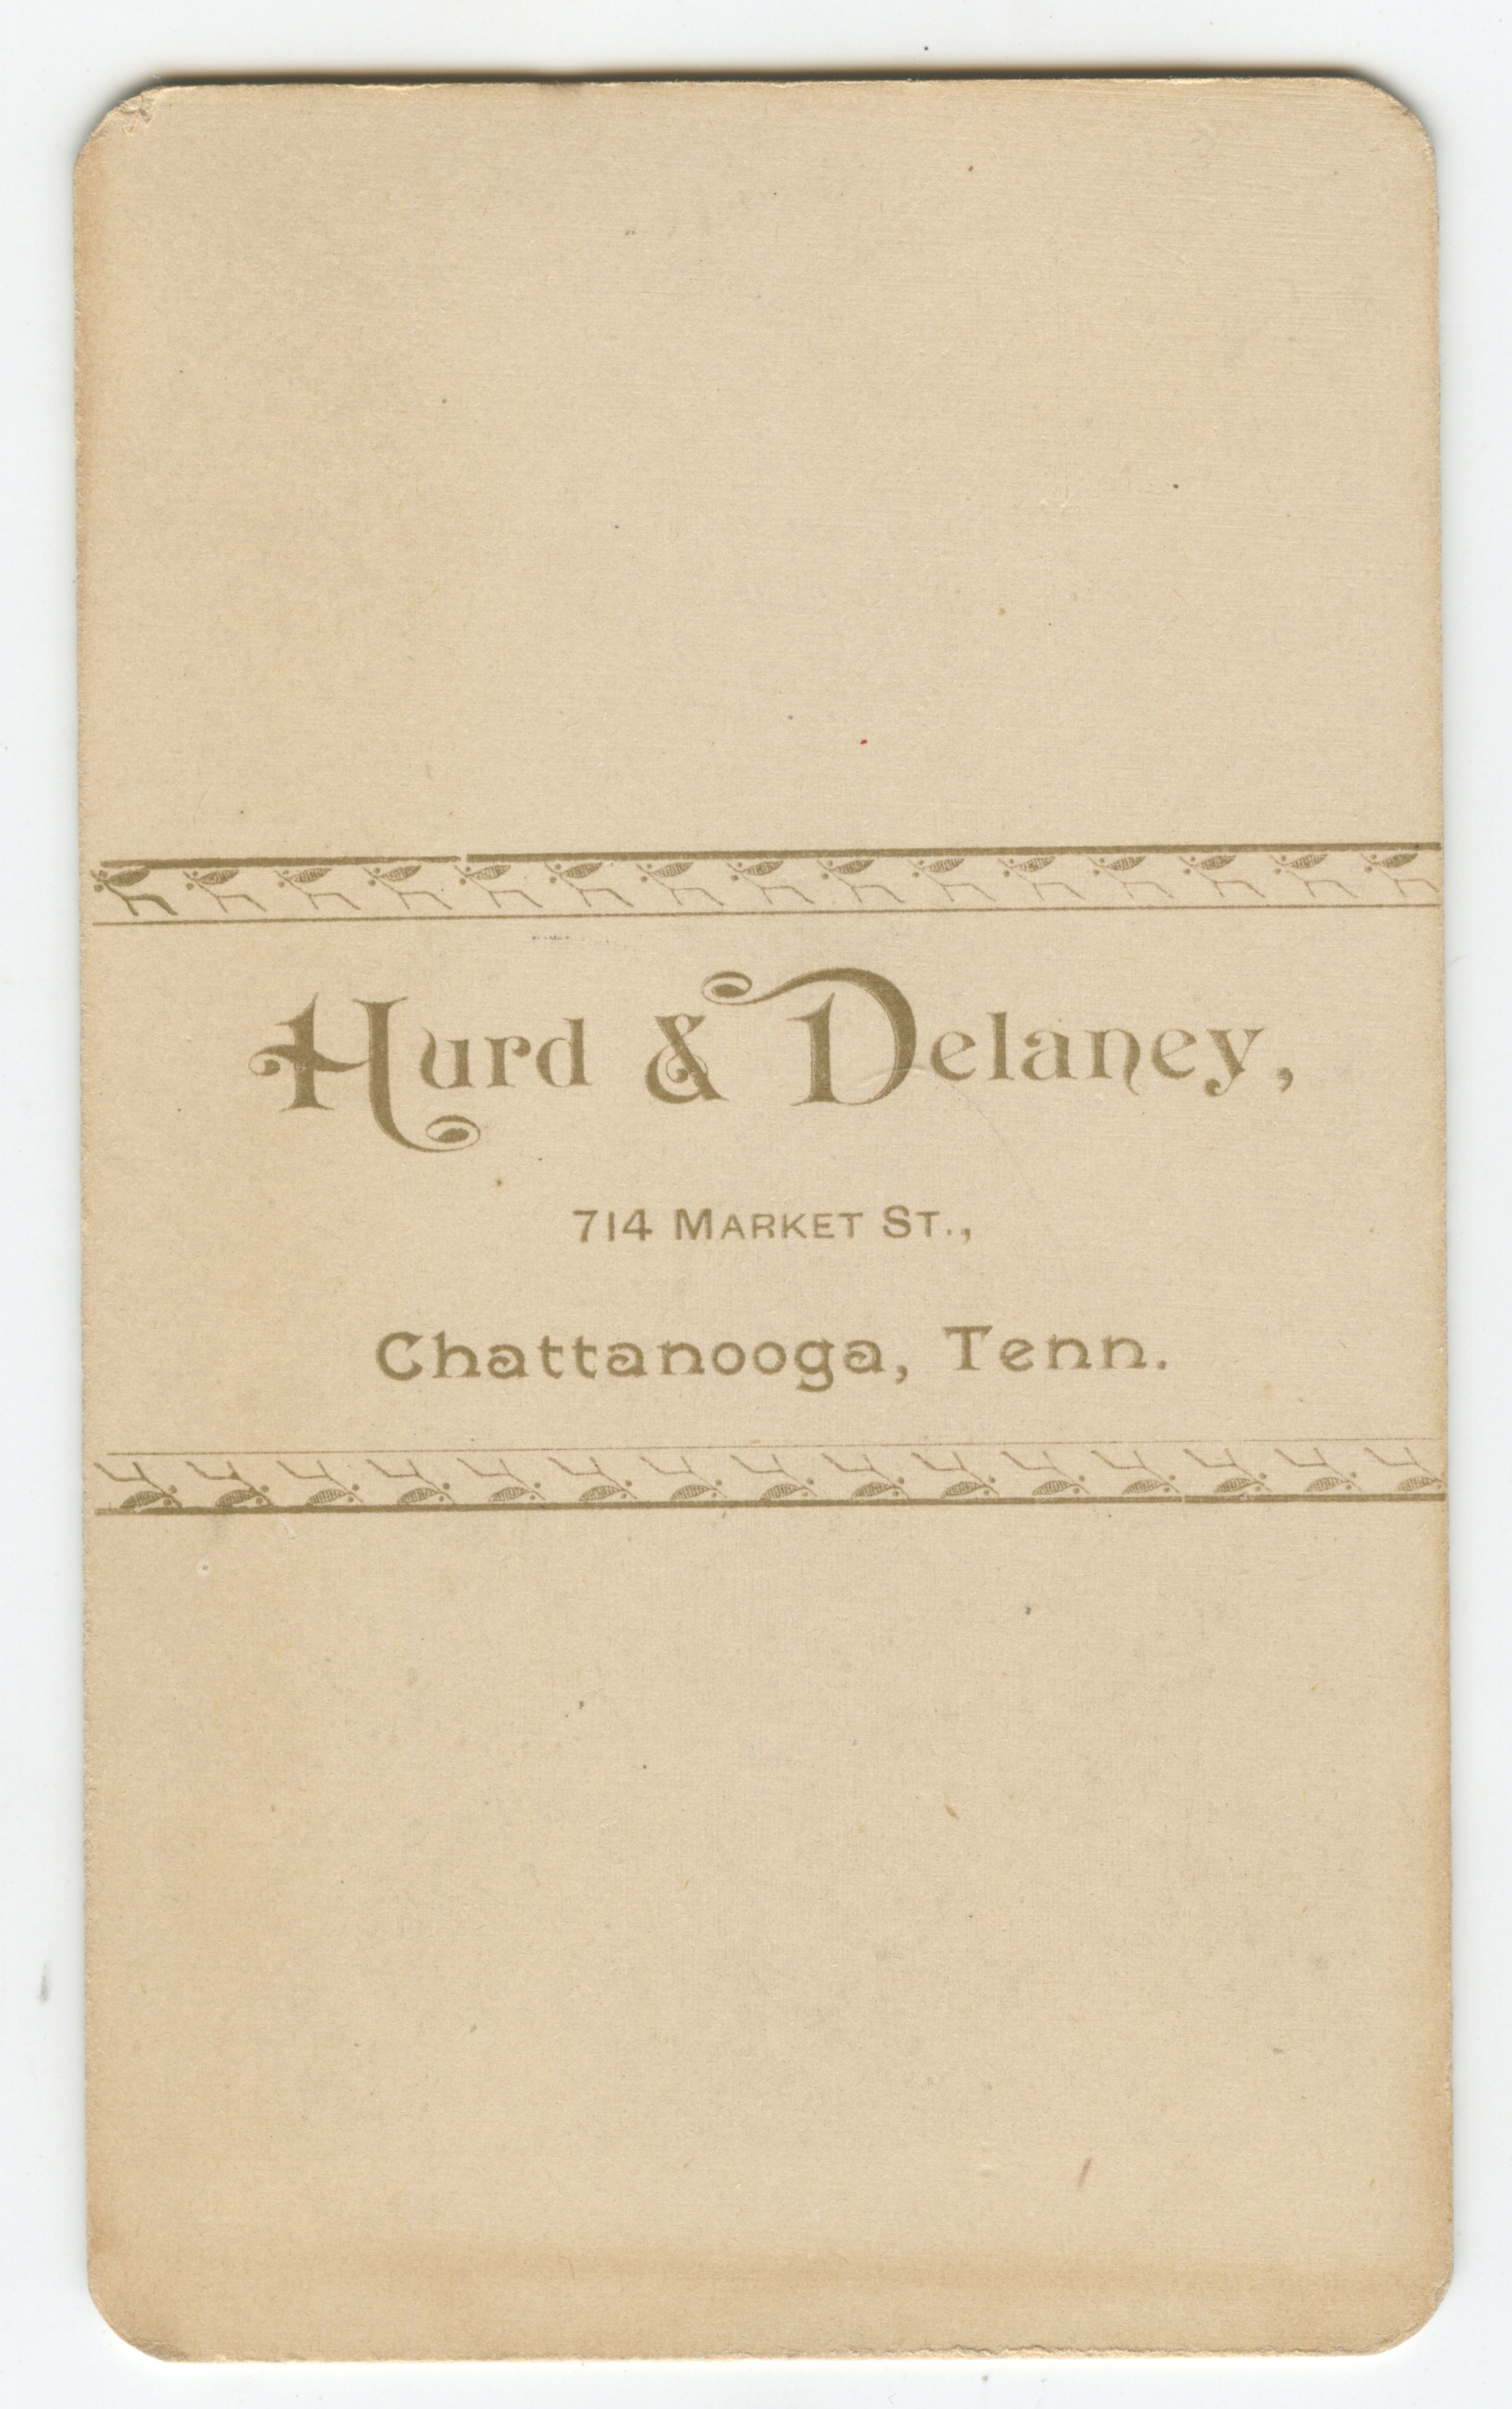 Hurd & Delaney,
714 Market St.,
Chattanooga, Tenn.